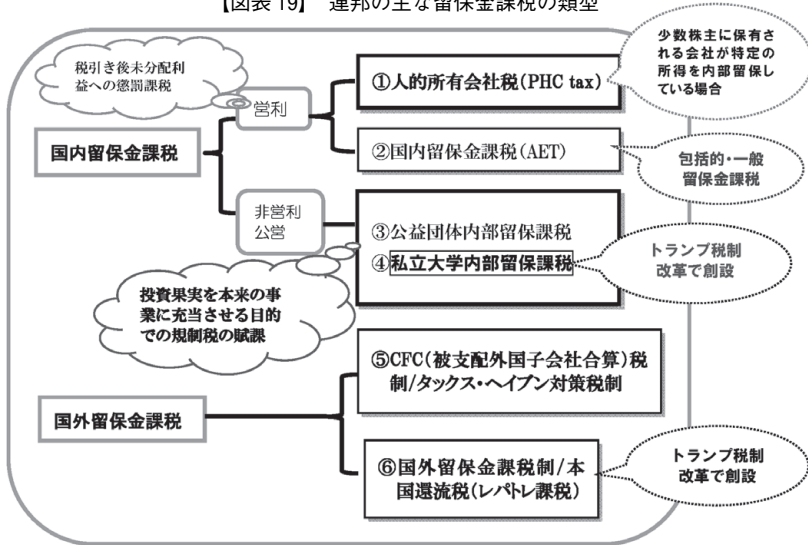 【図表 19】 連邦の主な留保金課税の類型
少数株主に保有さ
れる会社が特定の
所得を内部留保し
ている場合
税引き後未分配利
益への懲罰課税
営利
①人的所有会社税(PHC tax)
国内留保金課税
②国内留保金課税(AET)
包括的・一般
留保金課税
非営利
公営
③公益団体内部留保課税
④私立大学内部留保課税
トランプ税制
改革で創設
投資果実を本来の事
業に充当させる目的
での規制税の賦課
⑤CFC(被支配外国子会社合算)税
制/タックス・ヘイブン対策税制
国外留保金課税
⑥国外留保金課税制/本
国還流税(レパトレ課税)
トランプ税制
改革で創設